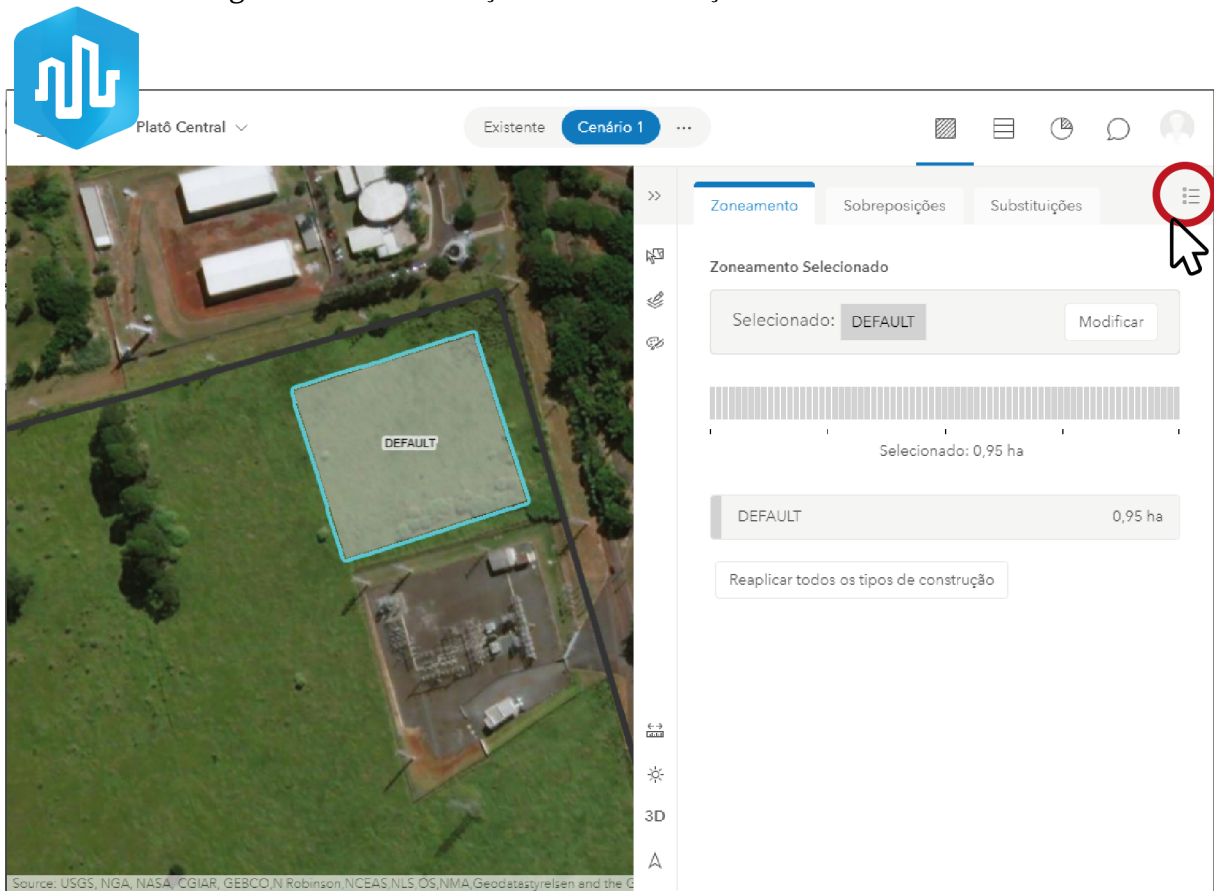 Platô Central
Existente
Cenário 1
Zoneamento
Sobreposições
Substituições
Zoneamento Selecionado
Selecionado: DEFAULT
Modificar
DEFAULT
Selecionado: 0,95 ha
DEFAULT 0,95 ha
Reaplicar todos os tipos de construção
3D
Source: USGS, NGA, NASA, CGIAR, GEBCO,N Robinson,NCEAS,NLS,OS,NMA,Geodatastyrelsen and the G